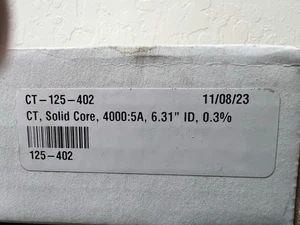 CT-125-402 11/08/23
CT, Solid Core, 4000:5A, 6.31" ID, 0.3%
125-402